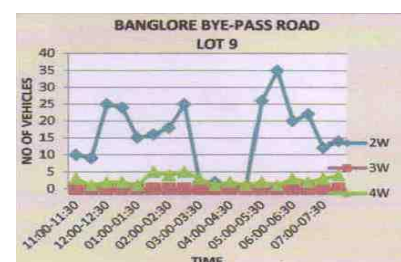 BANGLORE BYE-PASS ROAD
LOT 9
NO OF VEHICLES
40
35
30
25
20
15
10
5
0
2W
3W
4W
11:00-11:30
12:00-12:30
01:00-01:30
02:00-02:30
03:00-03:30
04:00-04:30
05:00-05:30
06:00-06:30
07:00-07:30
TIME